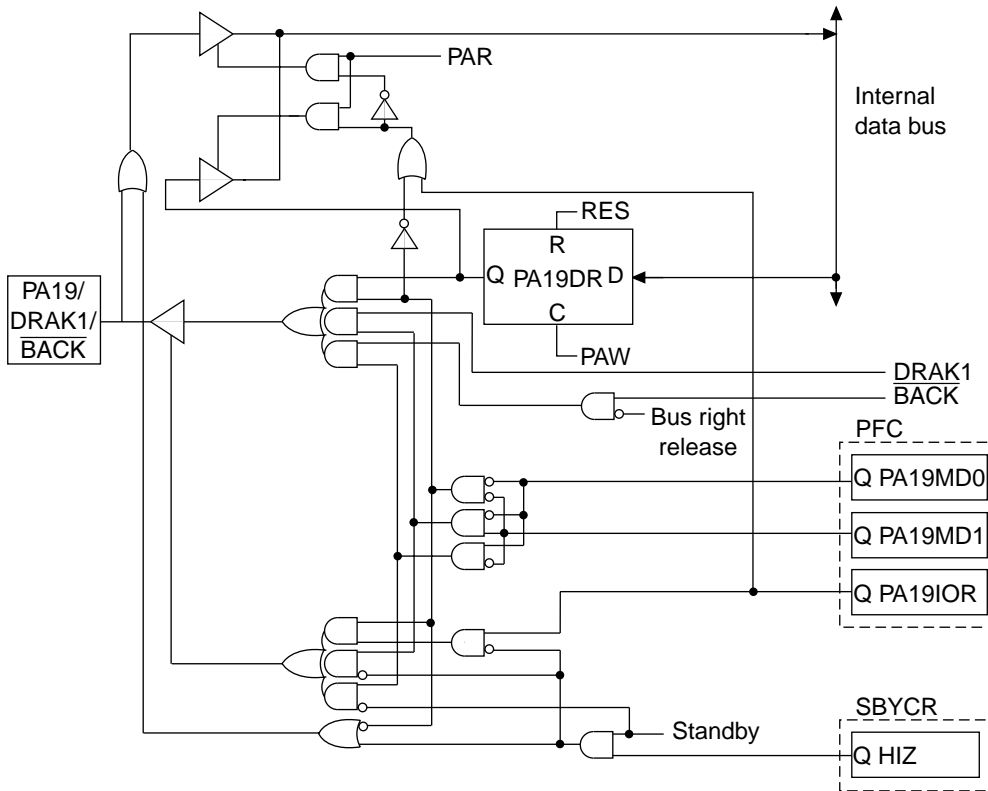 PAR
Internal
data bus
RES
R
Q PA19DR D
C
PAW
PA19/
DRAK1/
BACK
DRAK1
BACK
Bus right
release
PFC
Q PA19MD0
Q PA19MD1
Q PA19IOR
SBYCR
Standby
Q HIZ